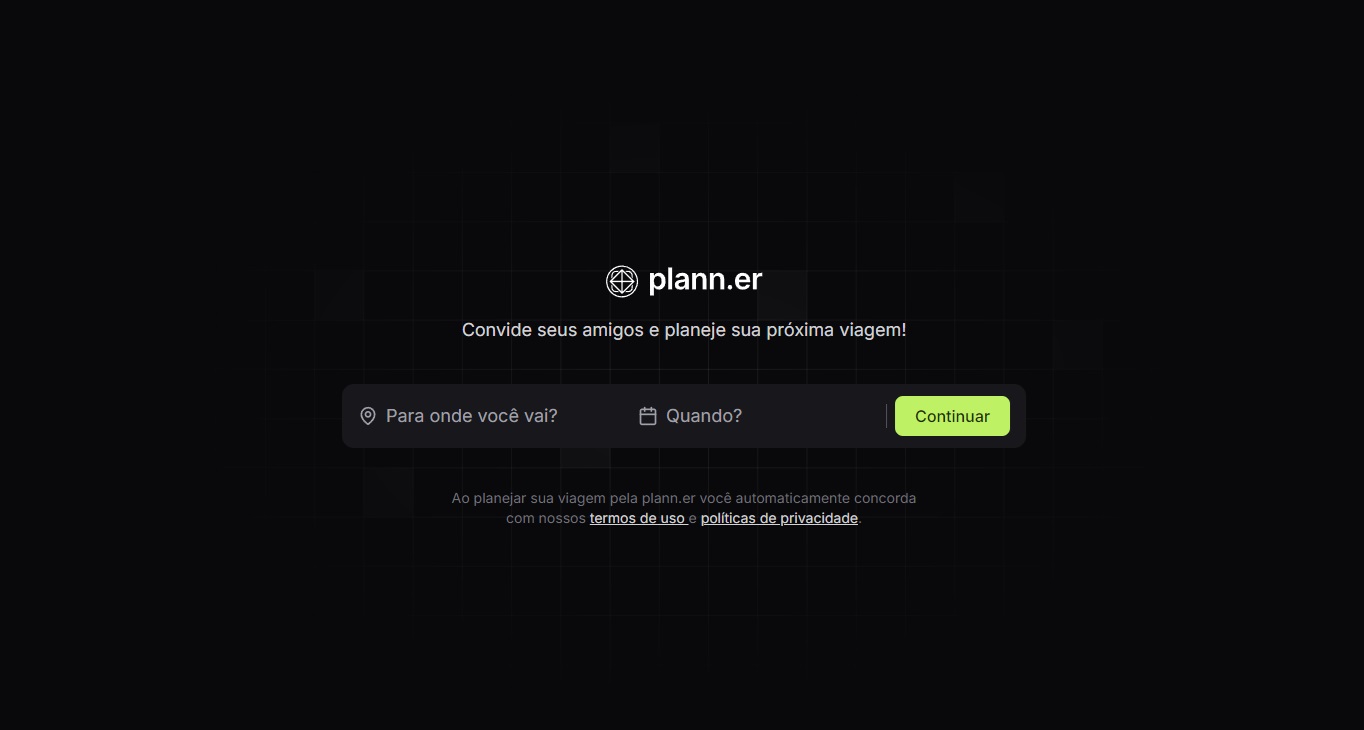 plann.er
Convide seus amigos e planeje sua próxima viagem!
Para onde você vai? Quando? Continuar
Ao planejar sua viagem pela plann.er você automaticamente concorda
com nossos termos de uso e políticas de privacidade.